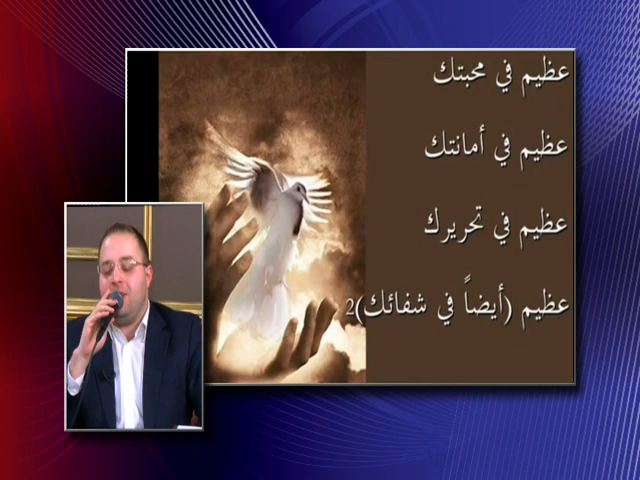 عظيم في محبتك
عظيم في أمانتك
عظيم في تحريرك
عظيم (أيضاً في شفائك)2